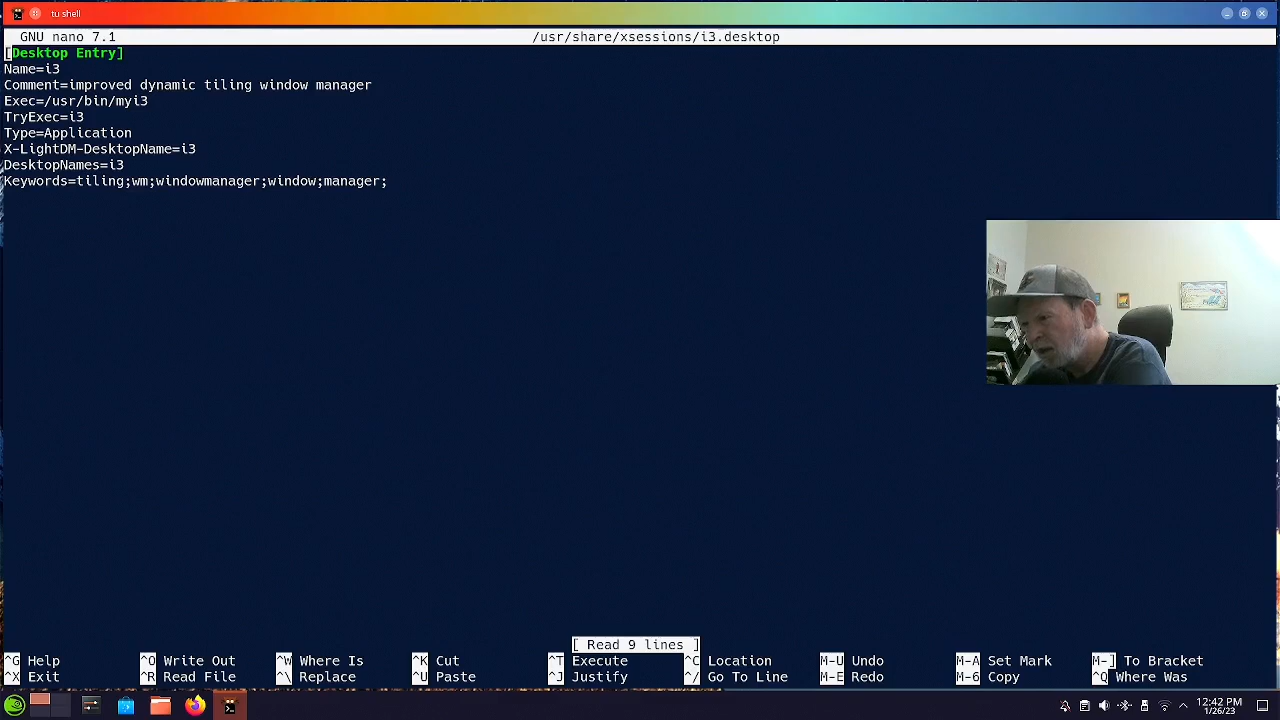 tu shell
GNU nano 7.1 /usr/share/xsessions/i3.desktop
[Desktop Entry]
Name=i3
Comment=improved dynamic tiling window manager
Exec=/usr/bin/myi3
TryExec=i3
Type=Application
X-LightDM-DesktopName=i3
DesktopNames=i3
Keywords=tiling;wm;windowmanager;window;manager;
[ Read 9 lines ]
^G Help ^O Write Out ^W Where Is ^K Cut ^T Execute ^C Location M-U Undo M-A Set Mark M-] To Bracket
^X Exit ^R Read File ^\ Replace ^U Paste ^J Justify ^/ Go To Line M-E Redo M-6 Copy ^Q Where Was
12:42 PM
1/26/23